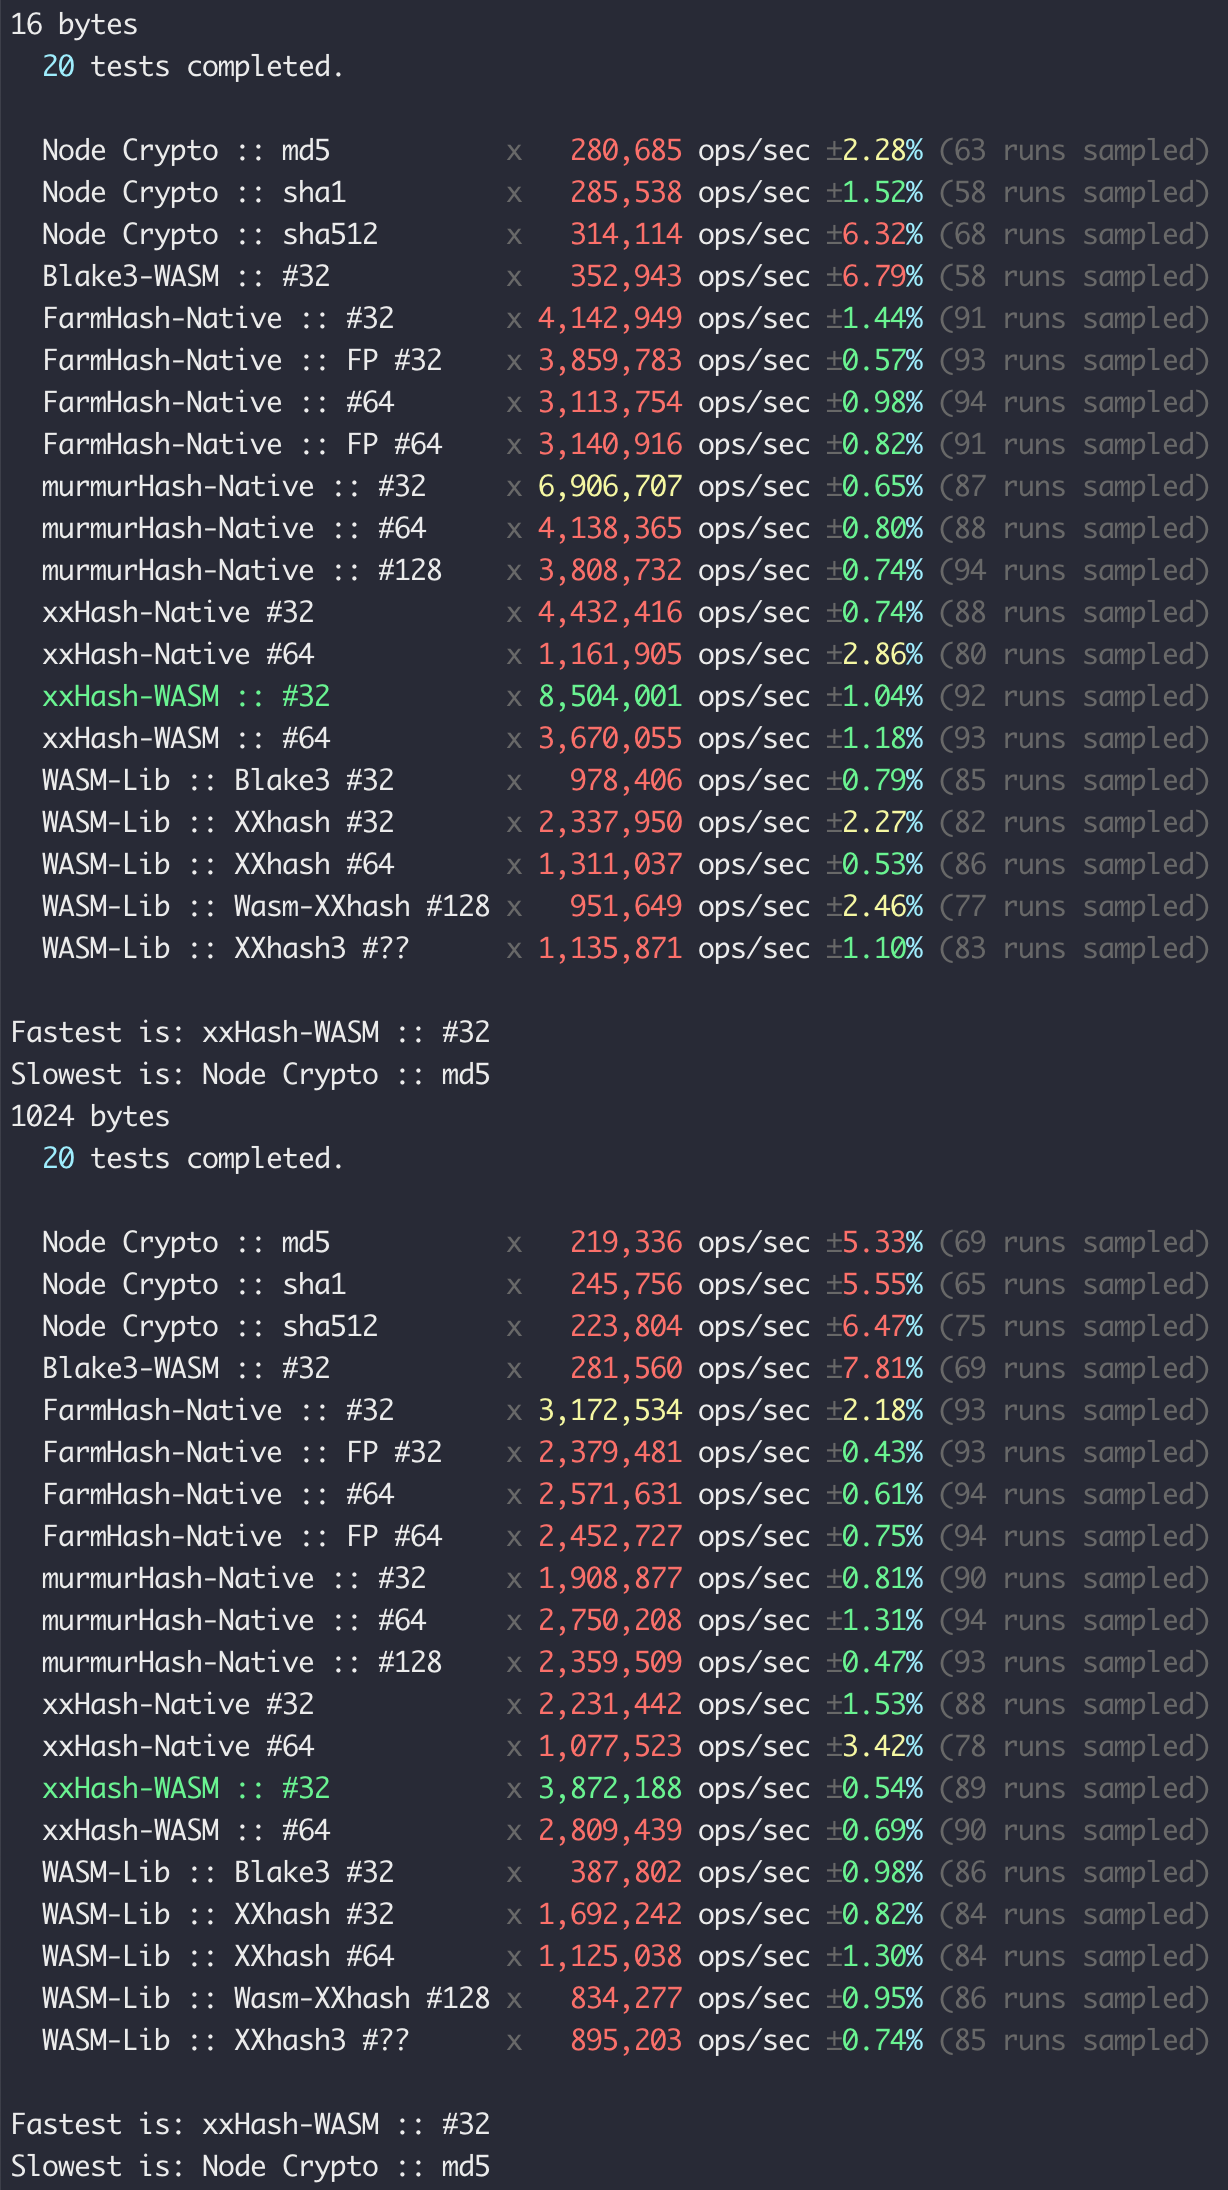 16 bytes
20 tests completed.
Node Crypto :: md5 x 280,685 ops/sec ±2.28% (63 runs sampled)
Node Crypto :: sha1 x 285,538 ops/sec ±1.52% (58 runs sampled)
Node Crypto :: sha512 x 314,114 ops/sec ±6.32% (68 runs sampled)
Blake3-WASM :: #32 x 352,943 ops/sec ±6.79% (58 runs sampled)
FarmHash-Native :: #32 x 4,142,949 ops/sec ±1.44% (91 runs sampled)
FarmHash-Native :: FP #32 x 3,859,783 ops/sec ±0.57% (93 runs sampled)
FarmHash-Native :: #64 x 3,113,754 ops/sec ±0.98% (94 runs sampled)
FarmHash-Native :: FP #64 x 3,140,916 ops/sec ±0.82% (91 runs sampled)
murmurHash-Native :: #32 x 6,906,707 ops/sec ±0.65% (87 runs sampled)
murmurHash-Native :: #64 x 4,138,365 ops/sec ±0.80% (88 runs sampled)
murmurHash-Native :: #128 x 3,808,732 ops/sec ±0.74% (94 runs sampled)
xxHash-Native #32 x 4,432,416 ops/sec ±0.74% (88 runs sampled)
xxHash-Native #64 x 1,161,905 ops/sec ±2.86% (80 runs sampled)
xxHash-WASM :: #32 x 8,504,001 ops/sec ±1.04% (92 runs sampled)
xxHash-WASM :: #64 x 3,670,055 ops/sec ±1.18% (93 runs sampled)
WASM-Lib :: Blake3 #32 x 978,406 ops/sec ±0.79% (85 runs sampled)
WASM-Lib :: XXhash #32 x 2,337,950 ops/sec ±2.27% (82 runs sampled)
WASM-Lib :: XXhash #64 x 1,311,037 ops/sec ±0.53% (86 runs sampled)
WASM-Lib :: Wasm-XXhash #128 x 951,649 ops/sec ±2.46% (77 runs sampled)
WASM-Lib :: XXhash3 #?? x 1,135,871 ops/sec ±1.10% (83 runs sampled)
Fastest is: xxHash-WASM :: #32
Slowest is: Node Crypto :: md5
1024 bytes
20 tests completed.
Node Crypto :: md5 x 219,336 ops/sec ±5.33% (69 runs sampled)
Node Crypto :: sha1 x 245,756 ops/sec ±5.55% (65 runs sampled)
Node Crypto :: sha512 x 223,804 ops/sec ±6.47% (75 runs sampled)
Blake3-WASM :: #32 x 281,560 ops/sec ±7.81% (69 runs sampled)
FarmHash-Native :: #32 x 3,172,534 ops/sec ±2.18% (93 runs sampled)
FarmHash-Native :: FP #32 x 2,379,481 ops/sec ±0.43% (93 runs sampled)
FarmHash-Native :: #64 x 2,571,631 ops/sec ±0.61% (94 runs sampled)
FarmHash-Native :: FP #64 x 2,452,727 ops/sec ±0.75% (94 runs sampled)
murmurHash-Native :: #32 x 1,908,877 ops/sec ±0.81% (90 runs sampled)
murmurHash-Native :: #64 x 2,750,208 ops/sec ±1.31% (94 runs sampled)
murmurHash-Native :: #128 x 2,359,509 ops/sec ±0.47% (93 runs sampled)
xxHash-Native #32 x 2,231,442 ops/sec ±1.53% (88 runs sampled)
xxHash-Native #64 x 1,077,523 ops/sec ±3.42% (78 runs sampled)
xxHash-WASM :: #32 x 3,872,188 ops/sec ±0.54% (89 runs sampled)
xxHash-WASM :: #64 x 2,809,439 ops/sec ±0.69% (90 runs sampled)
WASM-Lib :: Blake3 #32 x 387,802 ops/sec ±0.98% (86 runs sampled)
WASM-Lib :: XXhash #32 x 1,692,242 ops/sec ±0.82% (84 runs sampled)
WASM-Lib :: XXhash #64 x 1,125,038 ops/sec ±1.30% (84 runs sampled)
WASM-Lib :: Wasm-XXhash #128 x 834,277 ops/sec ±0.95% (86 runs sampled)
WASM-Lib :: XXhash3 #?? x 895,203 ops/sec ±0.74% (85 runs sampled)
Fastest is: xxHash-WASM :: #32
Slowest is: Node Crypto :: md5